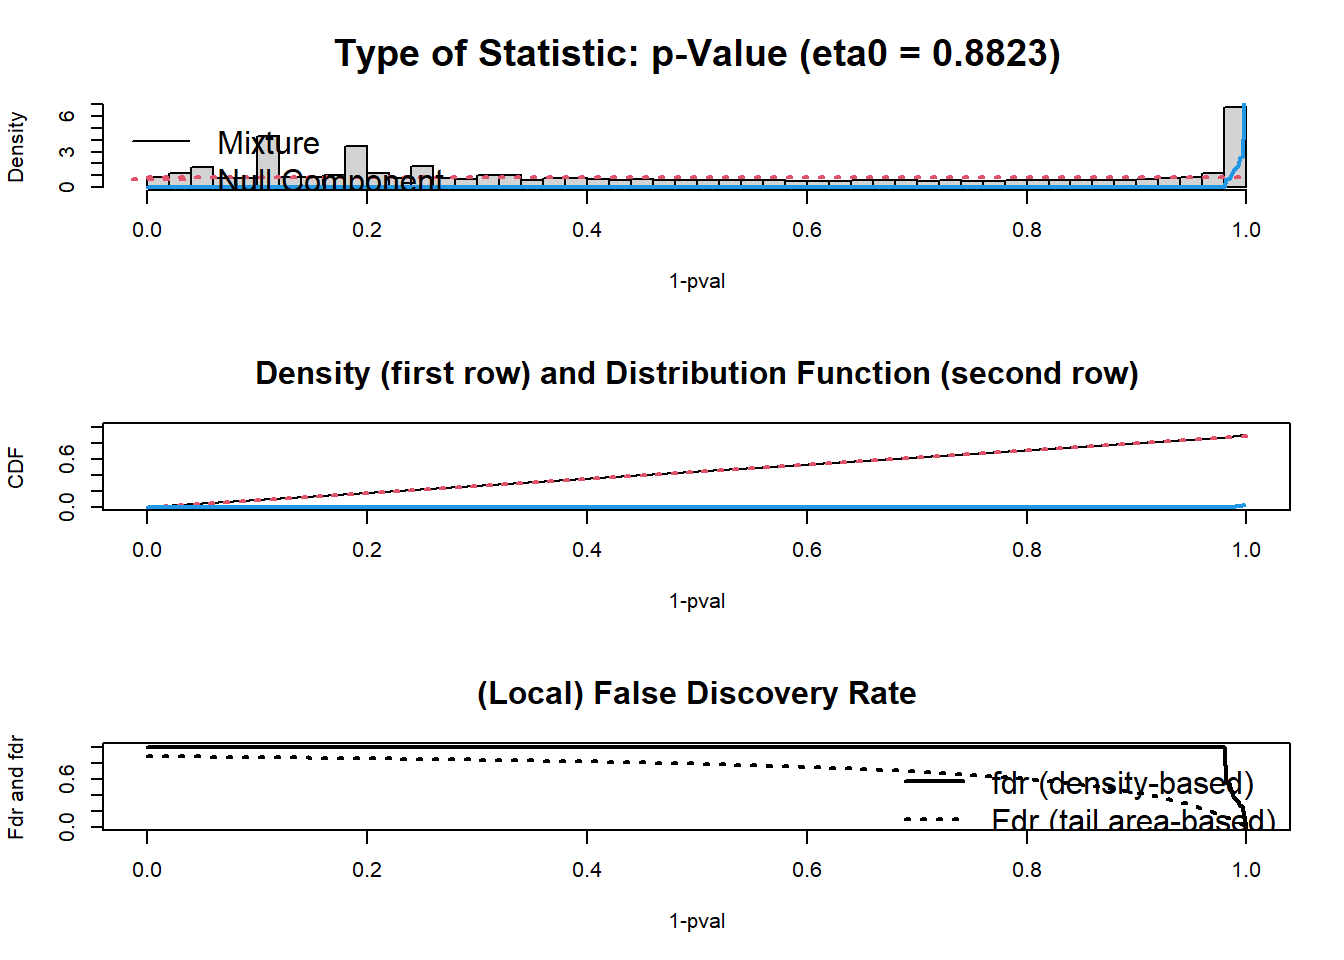 Type of Statistic: p-Value (eta0 = 0.8823)
Density
6
3
0
Mixture
Null Component
0.0 0.2 0.4 0.6 0.8 1.0
1-pval
Density (first row) and Distribution Function (second row)
CDF
0.6
0.0
0.0 0.2 0.4 0.6 0.8 1.0
1-pval
(Local) False Discovery Rate
Fdr and fdr
0.6
0.0
fdr (density-based)
Fdr (tail area-based)
0.0 0.2 0.4 0.6 0.8 1.0
1-pval